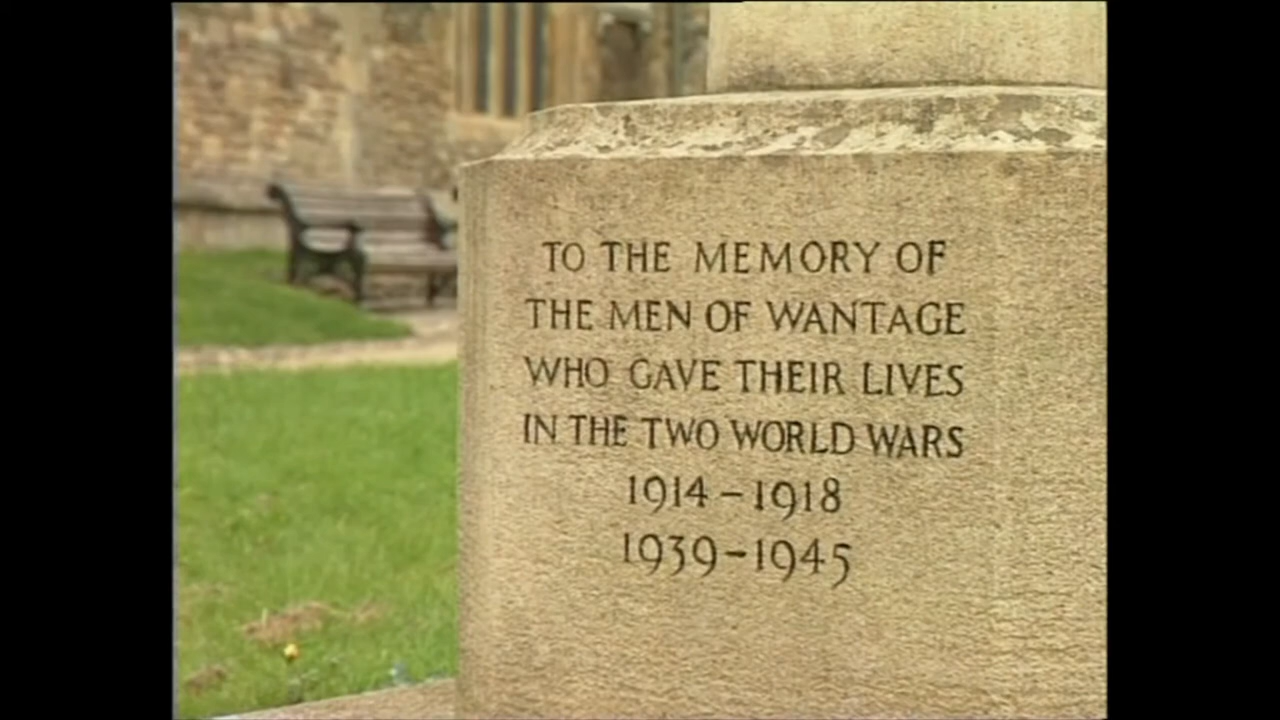 TO THE MEMORY OF
THE MEN OF WANTAGE
WHO GAVE THEIR LIVES
IN THE TWO WORLD WARS
1914 – 1918
1939 – 1945